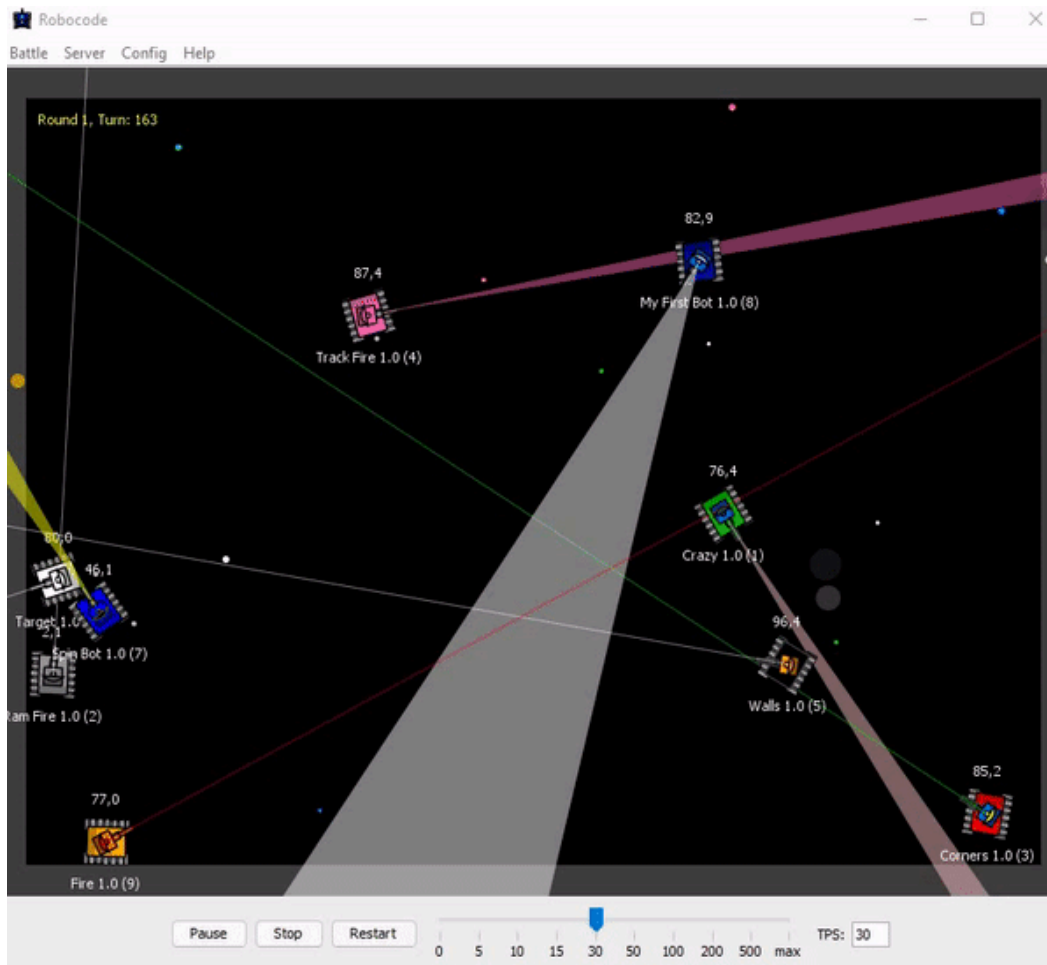 Robocode
Battle Server Config Help
Round 1, Turn: 163
82,9
My First Bot 1.0 (8)
87,4
Track Fire 1.0 (4)
76,4
Crazy 1.0 (1)
80,0
46,1
Target 1.0
Spin Bot 1.0 (7)
2,1
Ram Fire 1.0 (2)
96,4
Walls 1.0 (5)
85,2
Corners 1.0 (3)
77,0
Fire 1.0 (9)
Pause Stop Restart
0 5 10 15 30 50 100 200 500 max
TPS: 30